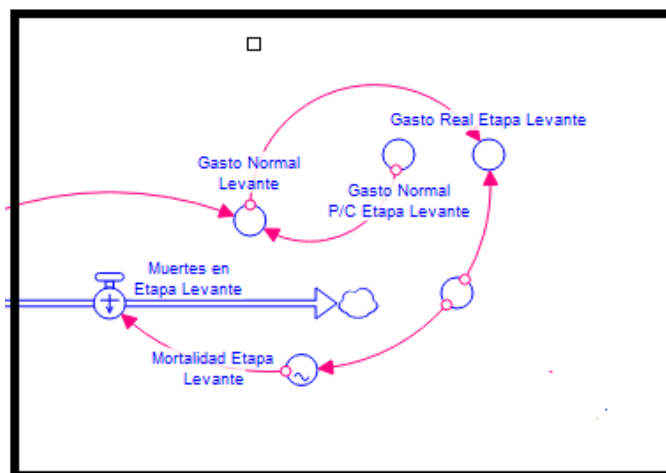 Gasto Real Etapa Levante
Gasto Normal
Levante
Gasto Normal
P/C Etapa Levante
Muertes en
Etapa Levante
Mortalidad Etapa
Levante